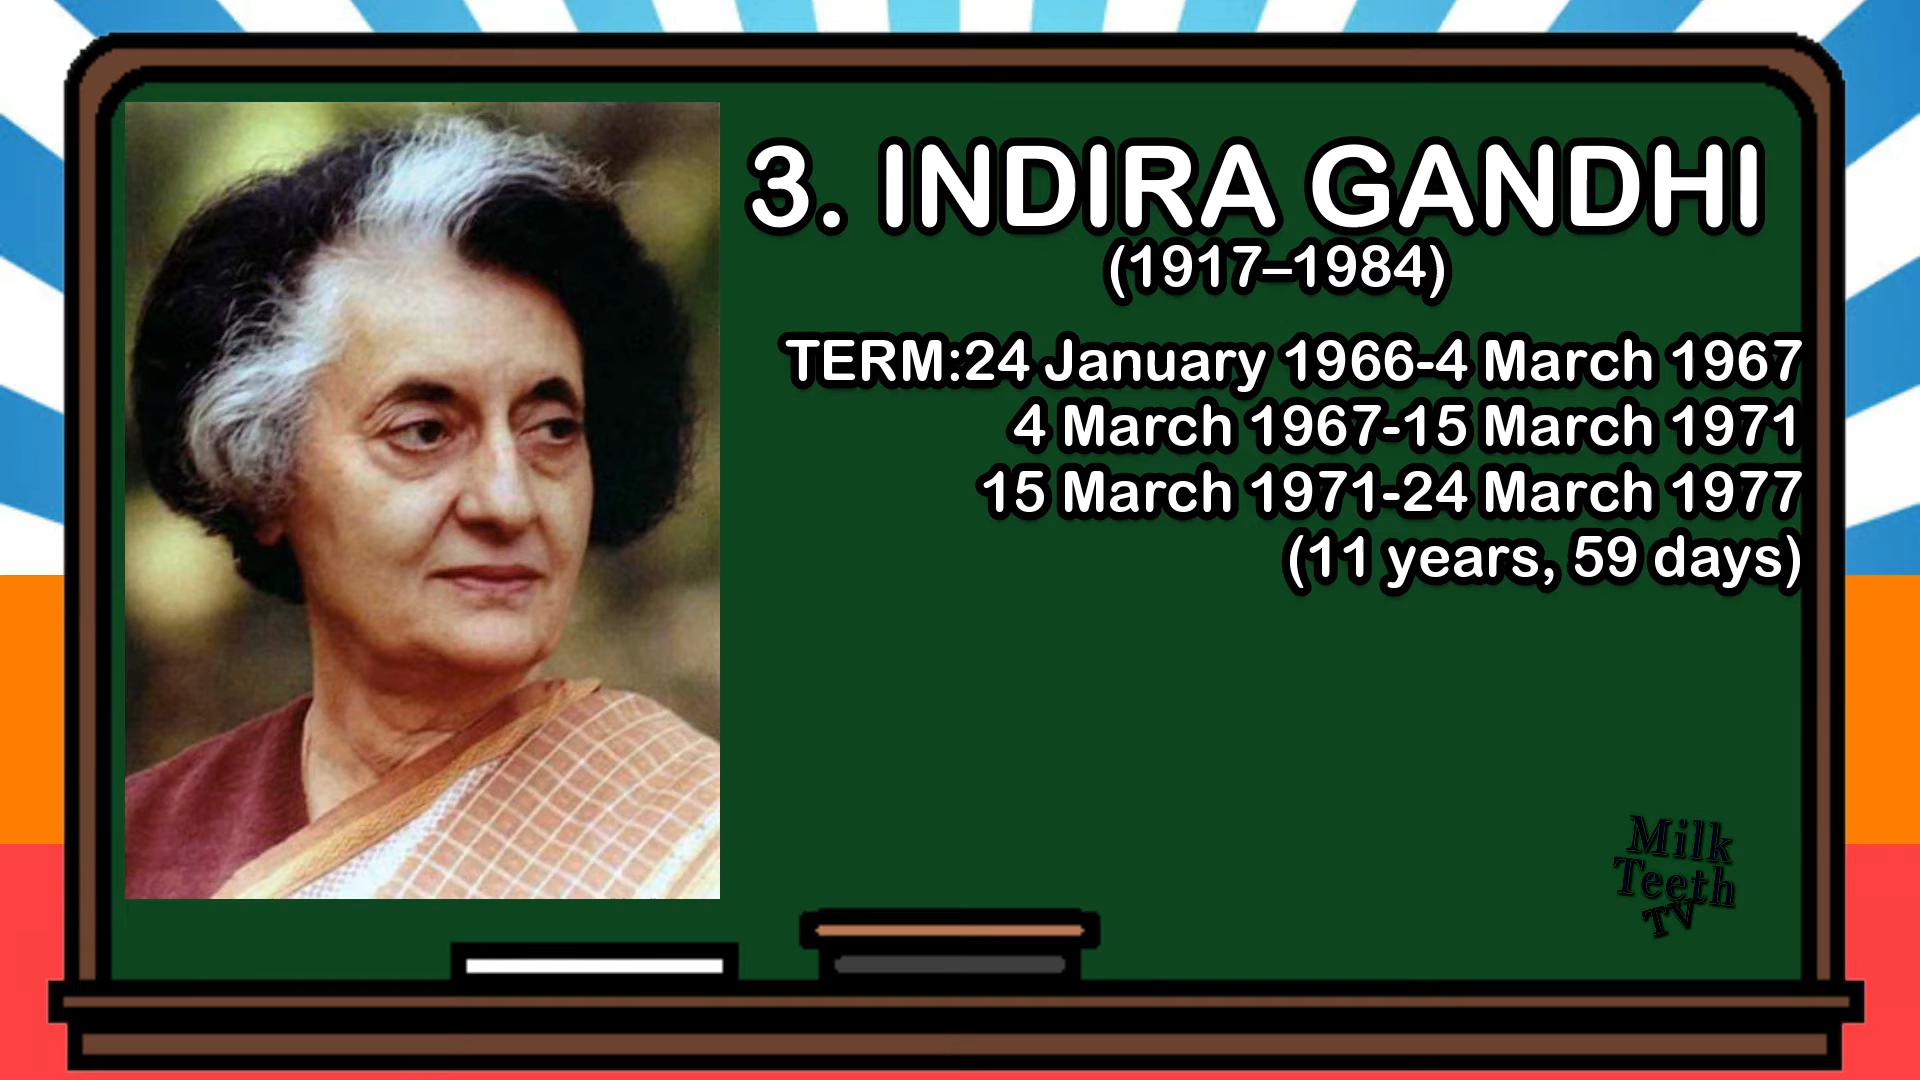 3. INDIRA GANDHI
(1917–1984)
TERM:24 January 1966-4 March 1967
4 March 1967-15 March 1971
15 March 1971-24 March 1977
(11 years, 59 days)
Milk
Teeth
TV